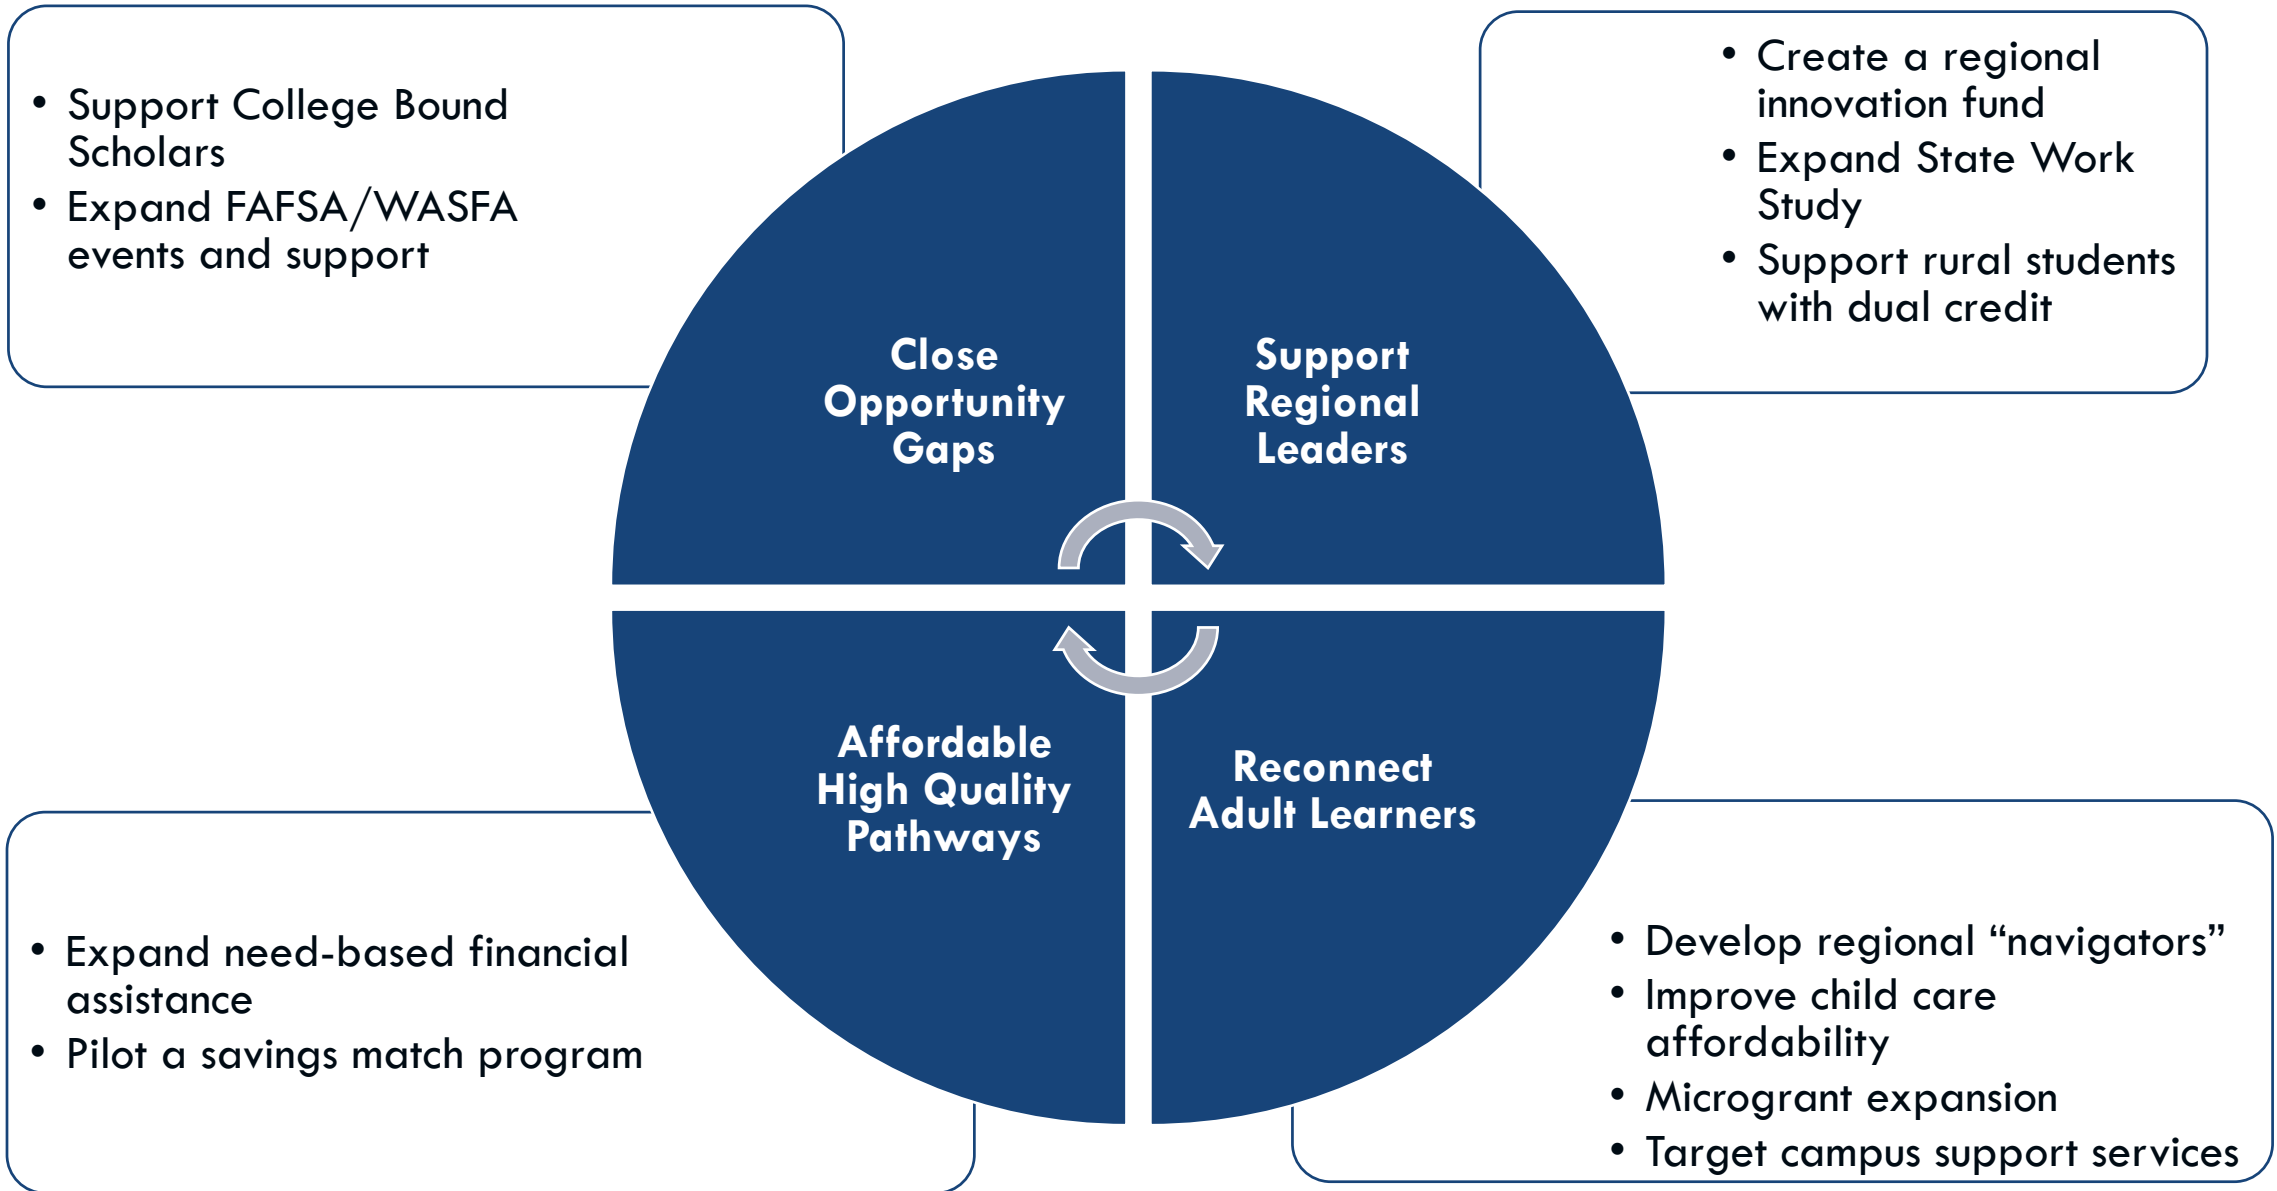 • Support College Bound
Scholars
• Expand FAFSA/WASFA
events and support
• Create a regional
innovation fund
• Expand State Work
Study
• Support rural students
with dual credit
Close
Opportunity
Gaps
Support
Regional
Leaders
Affordable
High Quality
Pathways
Reconnect
Adult Learners
• Expand need-based financial
assistance
• Pilot a savings match program
• Develop regional “navigators”
• Improve child care
affordability
• Microgrant expansion
• Target campus support services